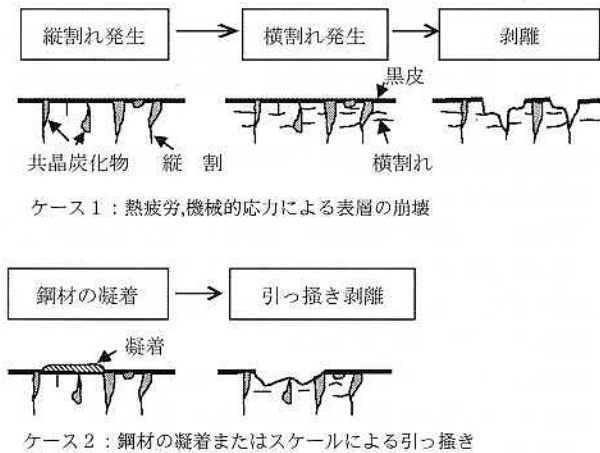 縦割れ発生 横割れ発生 剥離
黒皮
共晶炭化物 縦 割 横割れ
ケース1:熱疲労,機械的応力による表層の崩壊
鋼材の凝着 引っ掻き剥離
凝着
ケース2:鋼材の凝着またはスケールによる引っ掻き